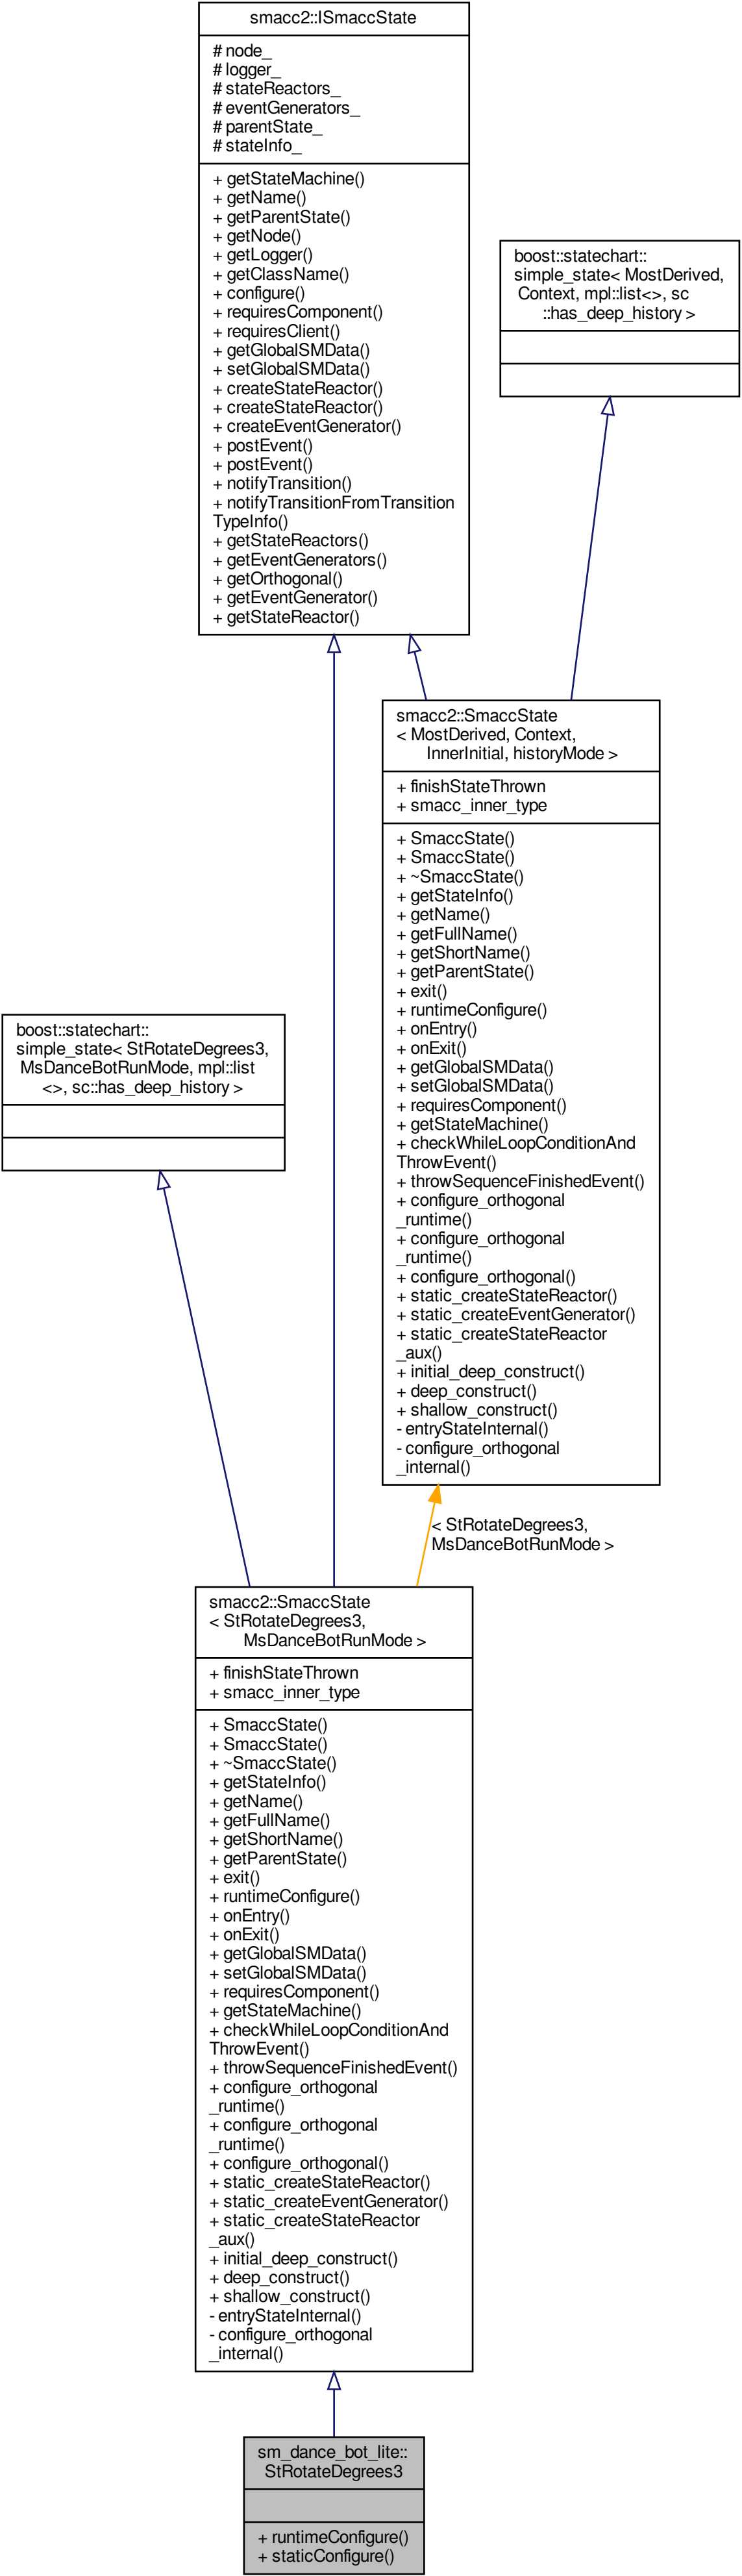 smacc2::ISmaccState
# node_
# logger_
# stateReactors_
# eventGenerators_
# parentState_
# stateInfo_
+ getStateMachine()
+ getName()
+ getParentState()
+ getNode()
+ getLogger()
+ getClassName()
+ configure()
+ requiresComponent()
+ requiresClient()
+ getGlobalSMData()
+ setGlobalSMData()
+ createStateReactor()
+ createStateReactor()
+ createEventGenerator()
+ postEvent()
+ postEvent()
+ notifyTransition()
+ notifyTransitionFromTransition
TypeInfo()
+ getStateReactors()
+ getEventGenerators()
+ getOrthogonal()
+ getEventGenerator()
+ getStateReactor()
boost::statechart::
simple_state< MostDerived,
Context, mpl::list<>, sc
::has_deep_history >
smacc2::SmaccState
< MostDerived, Context,
InnerInitial, historyMode >
+ finishStateThrown
+ smacc_inner_type
+ SmaccState()
+ SmaccState()
+ ~SmaccState()
+ getStateInfo()
+ getName()
+ getFullName()
+ getShortName()
+ getParentState()
+ exit()
+ runtimeConfigure()
+ onEntry()
+ onExit()
+ getGlobalSMData()
+ setGlobalSMData()
+ requiresComponent()
+ getStateMachine()
+ checkWhileLoopConditionAnd
ThrowEvent()
+ throwSequenceFinishedEvent()
+ configure_orthogonal
_runtime()
+ configure_orthogonal
_runtime()
+ configure_orthogonal()
+ static_createStateReactor()
+ static_createEventGenerator()
+ static_createStateReactor
_aux()
+ initial_deep_construct()
+ deep_construct()
+ shallow_construct()
- entryStateInternal()
- configure_orthogonal
_internal()
boost::statechart::
simple_state< StRotateDegrees3,
MsDanceBotRunMode, mpl::list
<>, sc::has_deep_history >
< StRotateDegrees3,
MsDanceBotRunMode >
smacc2::SmaccState
< StRotateDegrees3,
MsDanceBotRunMode >
+ finishStateThrown
+ smacc_inner_type
+ SmaccState()
+ SmaccState()
+ ~SmaccState()
+ getStateInfo()
+ getName()
+ getFullName()
+ getShortName()
+ getParentState()
+ exit()
+ runtimeConfigure()
+ onEntry()
+ onExit()
+ getGlobalSMData()
+ setGlobalSMData()
+ requiresComponent()
+ getStateMachine()
+ checkWhileLoopConditionAnd
ThrowEvent()
+ throwSequenceFinishedEvent()
+ configure_orthogonal
_runtime()
+ configure_orthogonal
_runtime()
+ configure_orthogonal()
+ static_createStateReactor()
+ static_createEventGenerator()
+ static_createStateReactor
_aux()
+ initial_deep_construct()
+ deep_construct()
+ shallow_construct()
- entryStateInternal()
- configure_orthogonal
_internal()
sm_dance_bot_lite::
StRotateDegrees3
+ runtimeConfigure()
+ staticConfigure()